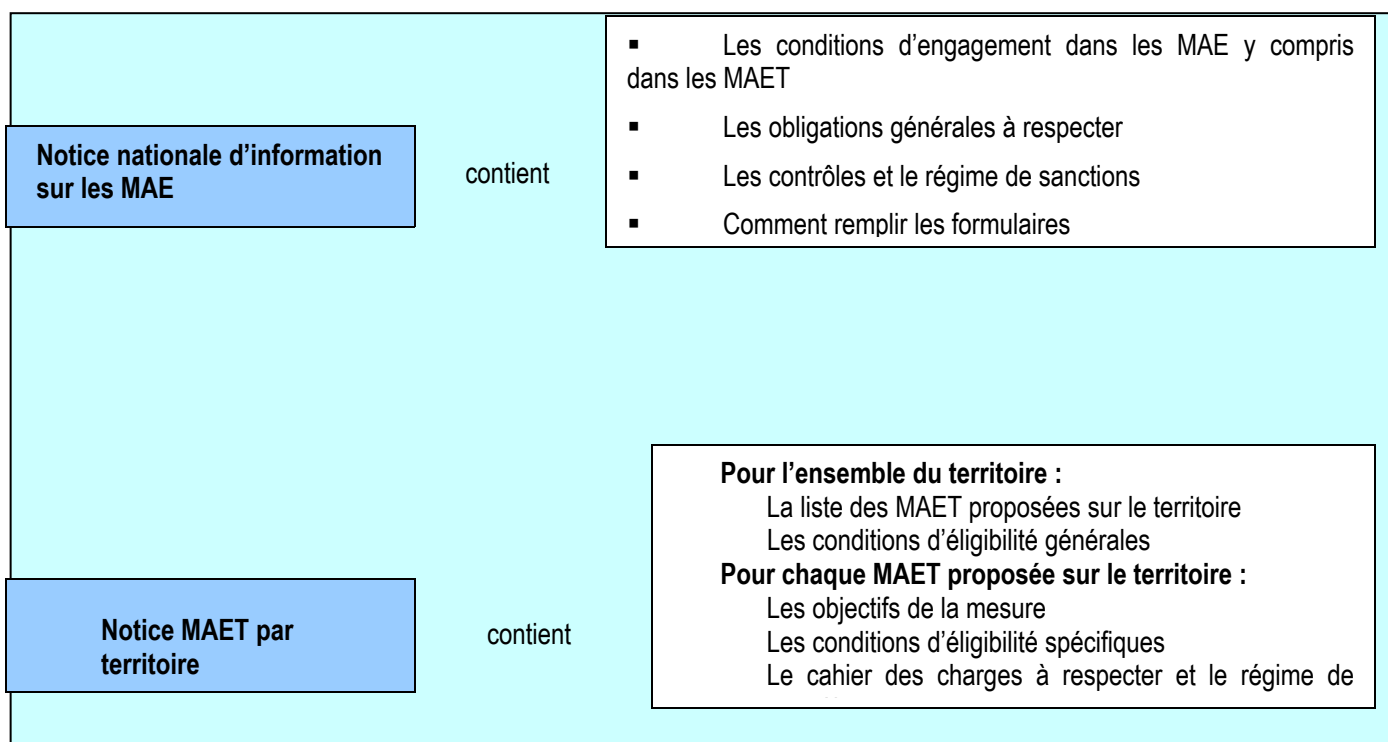 ▪ Les conditions d’engagement dans les MAE y compris
dans les MAET
▪ Les obligations générales à respecter
▪ Les contrôles et le régime de sanctions
▪ Comment remplir les formulaires
Notice nationale d’information
sur les MAE
contient
Pour l’ensemble du territoire :
La liste des MAET proposées sur le territoire
Les conditions d’éligibilité générales
Pour chaque MAET proposée sur le territoire :
Les objectifs de la mesure
Les conditions d’éligibilité spécifiques
Le cahier des charges à respecter et le régime de
Notice MAET par
territoire
contient